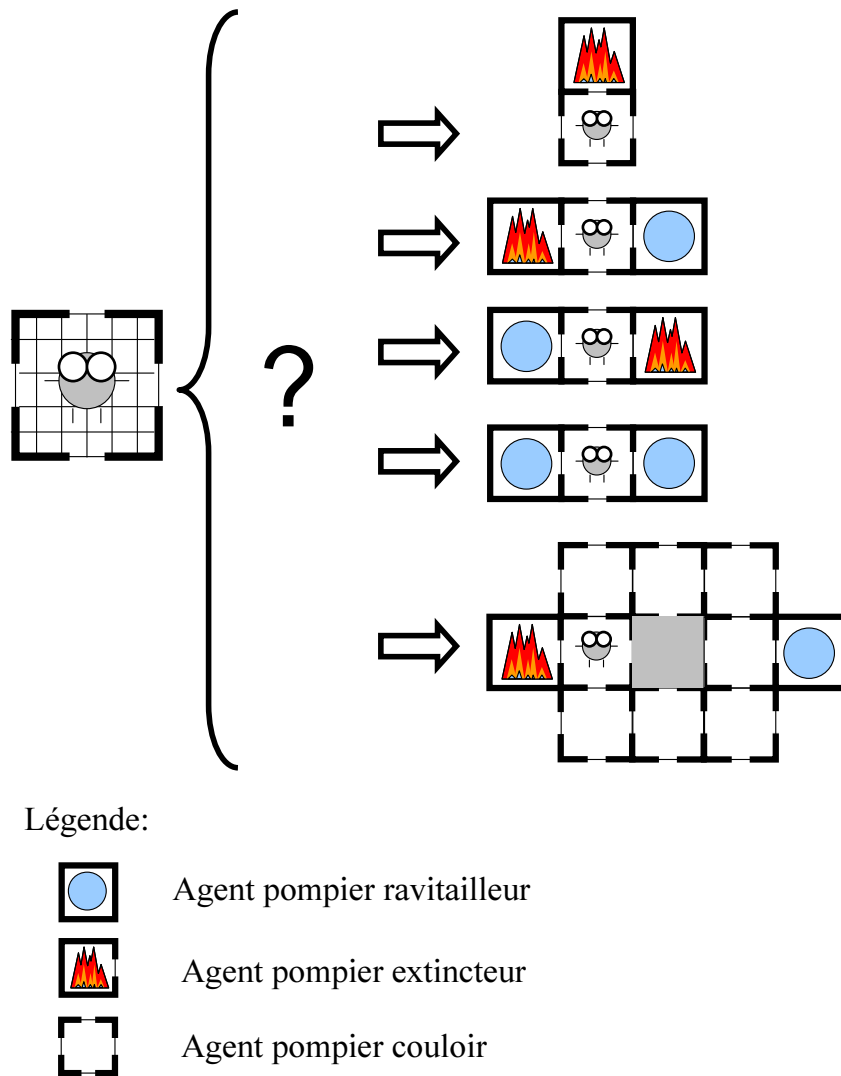 ?
Légende:
Agent pompier ravitailleur
Agent pompier extincteur
Agent pompier couloir